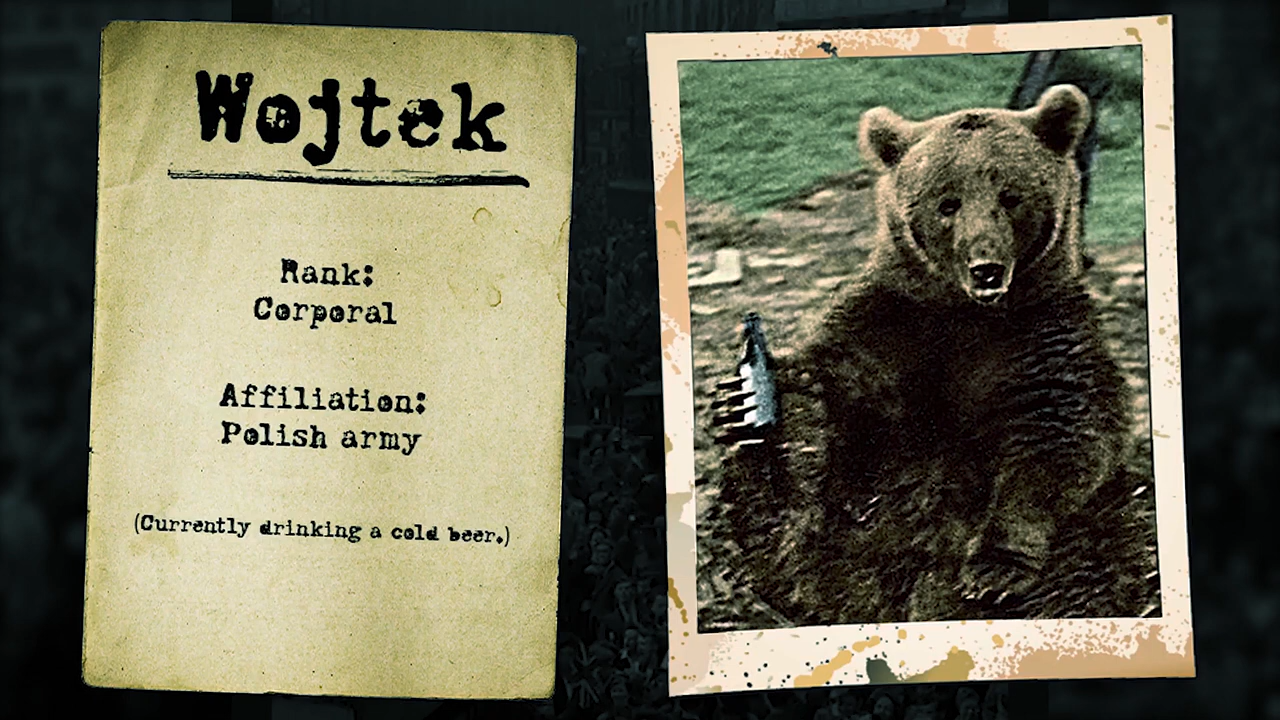 Wojtek
Rank:
Corporal
Affiliation:
Polish army
(Currently drinking a cold beer.)